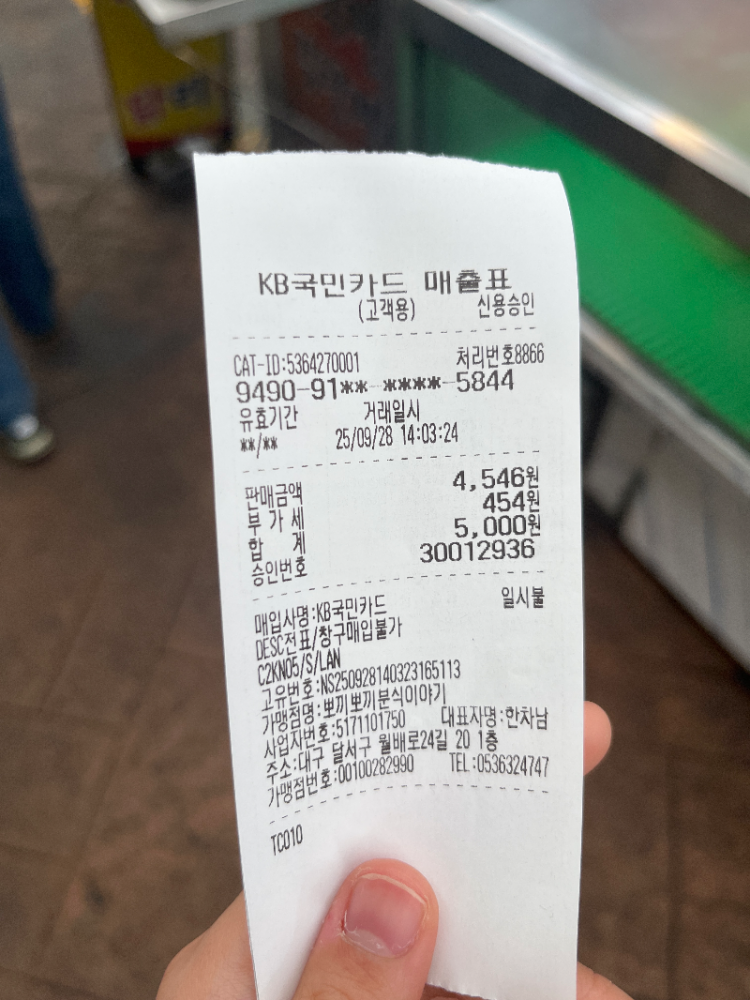 KB국민카드 매출표
(고객용) 신용승인
CAT-ID:5364270001 처리번호8866
9490-91**-****-5844
유효기간 거래일시
**/** 25/09/28 14:03:24
판매금액 4,546원
부 가 세 454원
합 계 5,000원
승인번호 30012936
매입사명:KB국민카드 일시불
DESC전표/창구매입불가
C2KN05/S/LAN
고유번호:NS250928140323165113
가맹점명:뽀끼뽀끼분식이야기
사업자번호:5171101750 대표자명:한차남
주소:대구 달서구 월배로24길 20 1층
가맹점번호:00100282990 TEL:0536324747
TC010